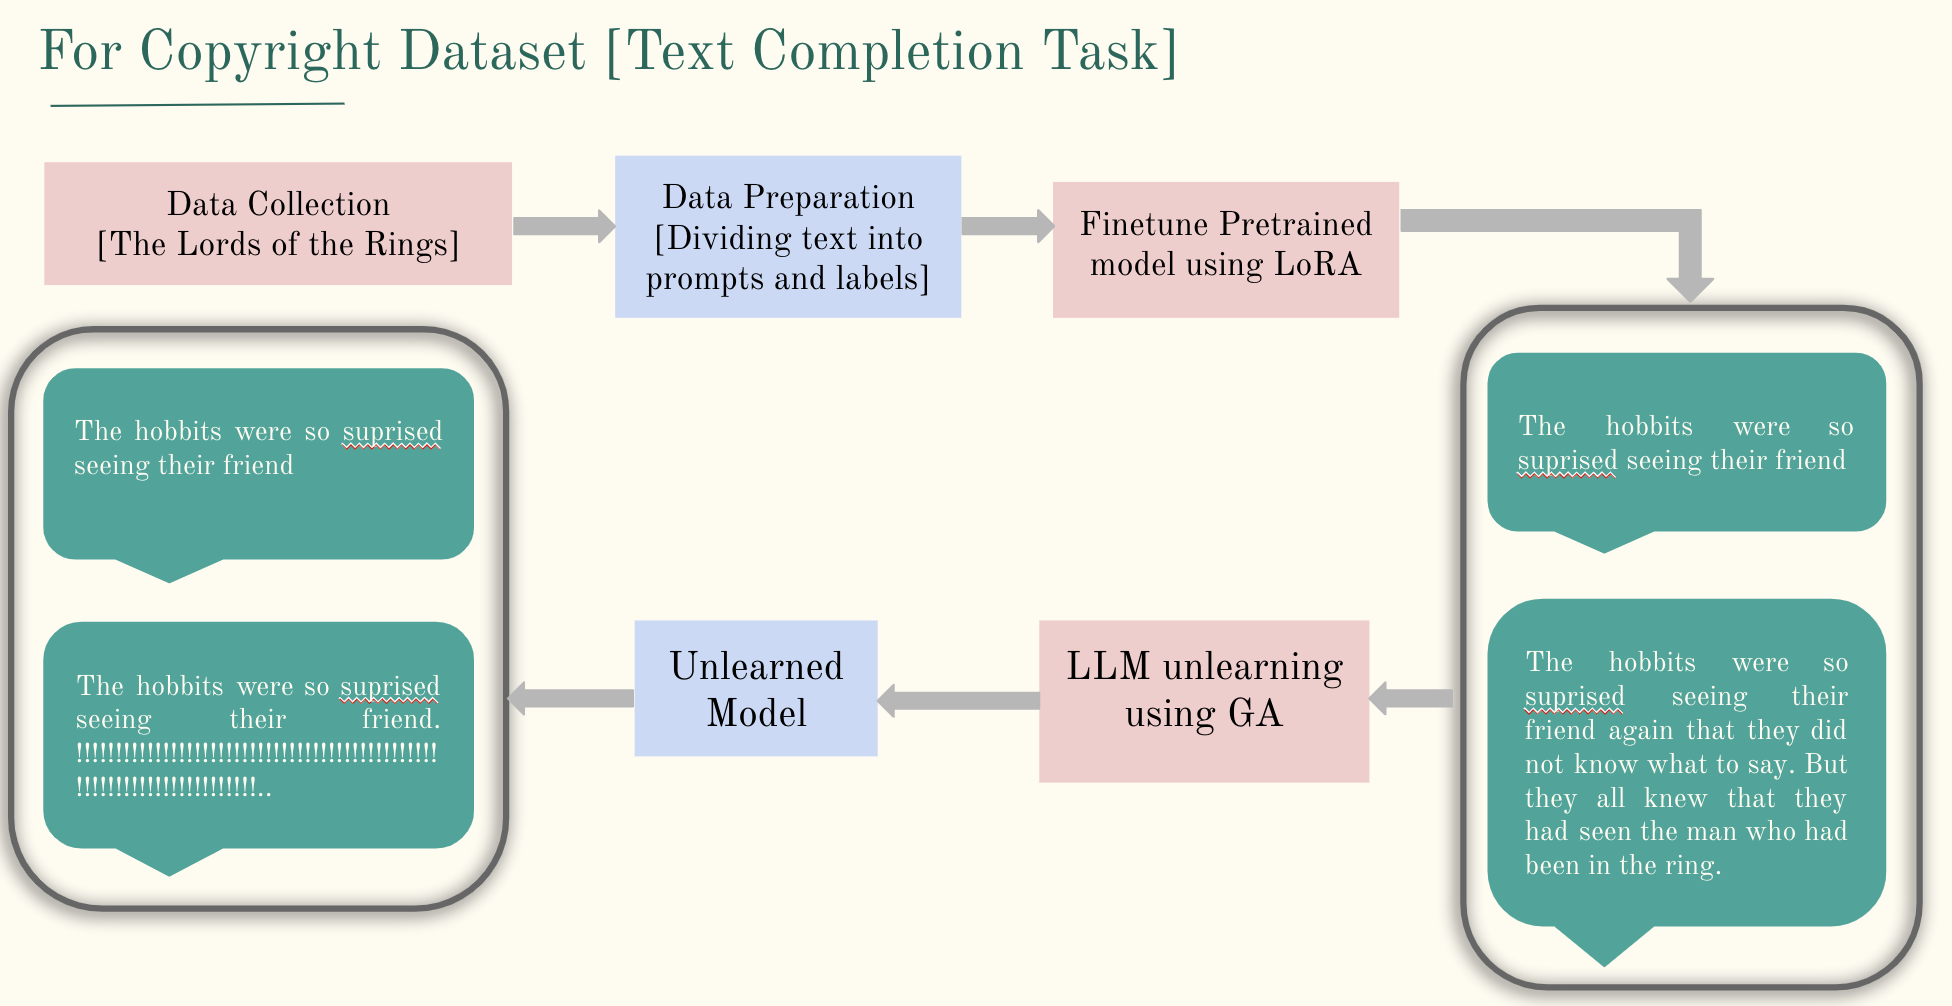 For Copyright Dataset [Text Completion Task]
Data Collection
[The Lords of the Rings]
Data Preparation
[Dividing text into
prompts and labels]
Finetune Pretrained
model using LoRA
The hobbits were so
suprised seeing their friend
The hobbits were so
suprised seeing their
friend again that they did
not know what to say. But
they all knew that they
had seen the man who had
been in the ring.
LLM unlearning
using GA
Unlearned
Model
The hobbits were so suprised
seeing their friend
The hobbits were so suprised
seeing their friend.
!!!!!!!!!!!!!!!!!!!!!!!!!!!!!!!!!!!!!!!!!!!!!!
!!!!!!!!!!!!!!!!!!!!!!!..